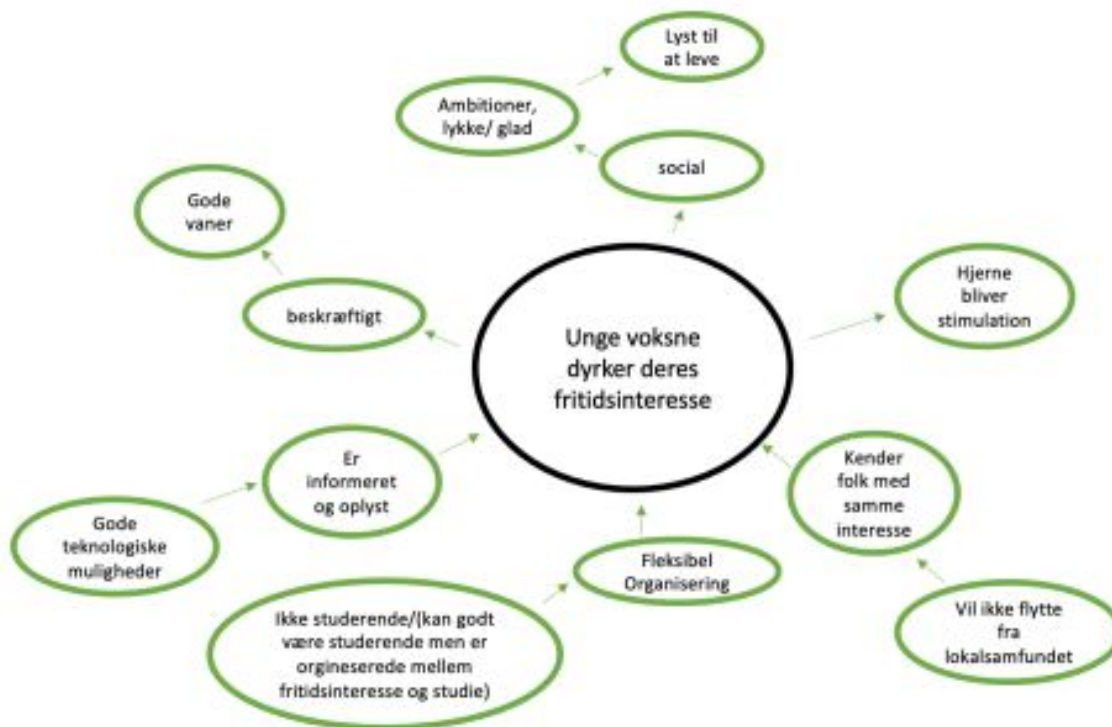 Lyst til
at leve
Ambitioner,
lykke/ glad
social
Gode
vaner
beskræftigt
Hjerne
bliver
stimulation
Unge voksne
dyrker deres
fritidsinteresse
Er
informeret
og oplyst
Kender
folk med
samme
interesse
Gode
teknologiske
muligheder
Fleksibel
Organisering
Ikke studerende/(kan godt
være studerende men er
orgineserede mellem
fritidsinteresse og studie)
Vil ikke flytte
fra
lokalsamfundet